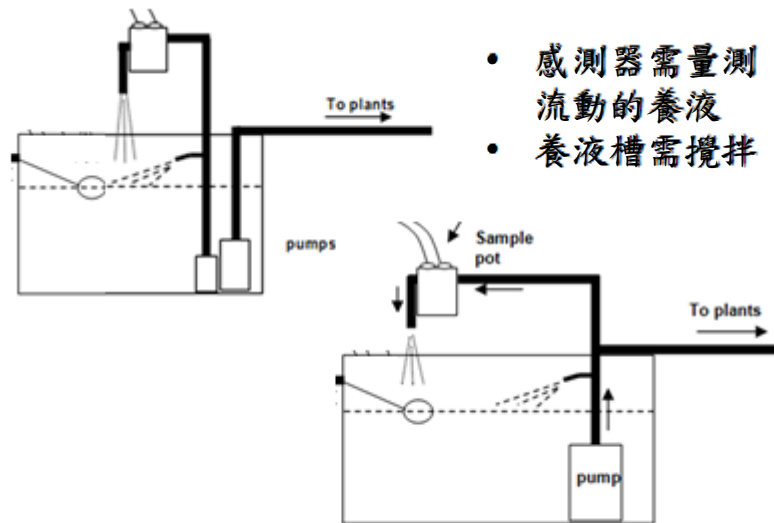 • 感測器需量測
流動的養液
• 養液槽需攪拌
To plants
pumps
Sample
pot
To plants
pump